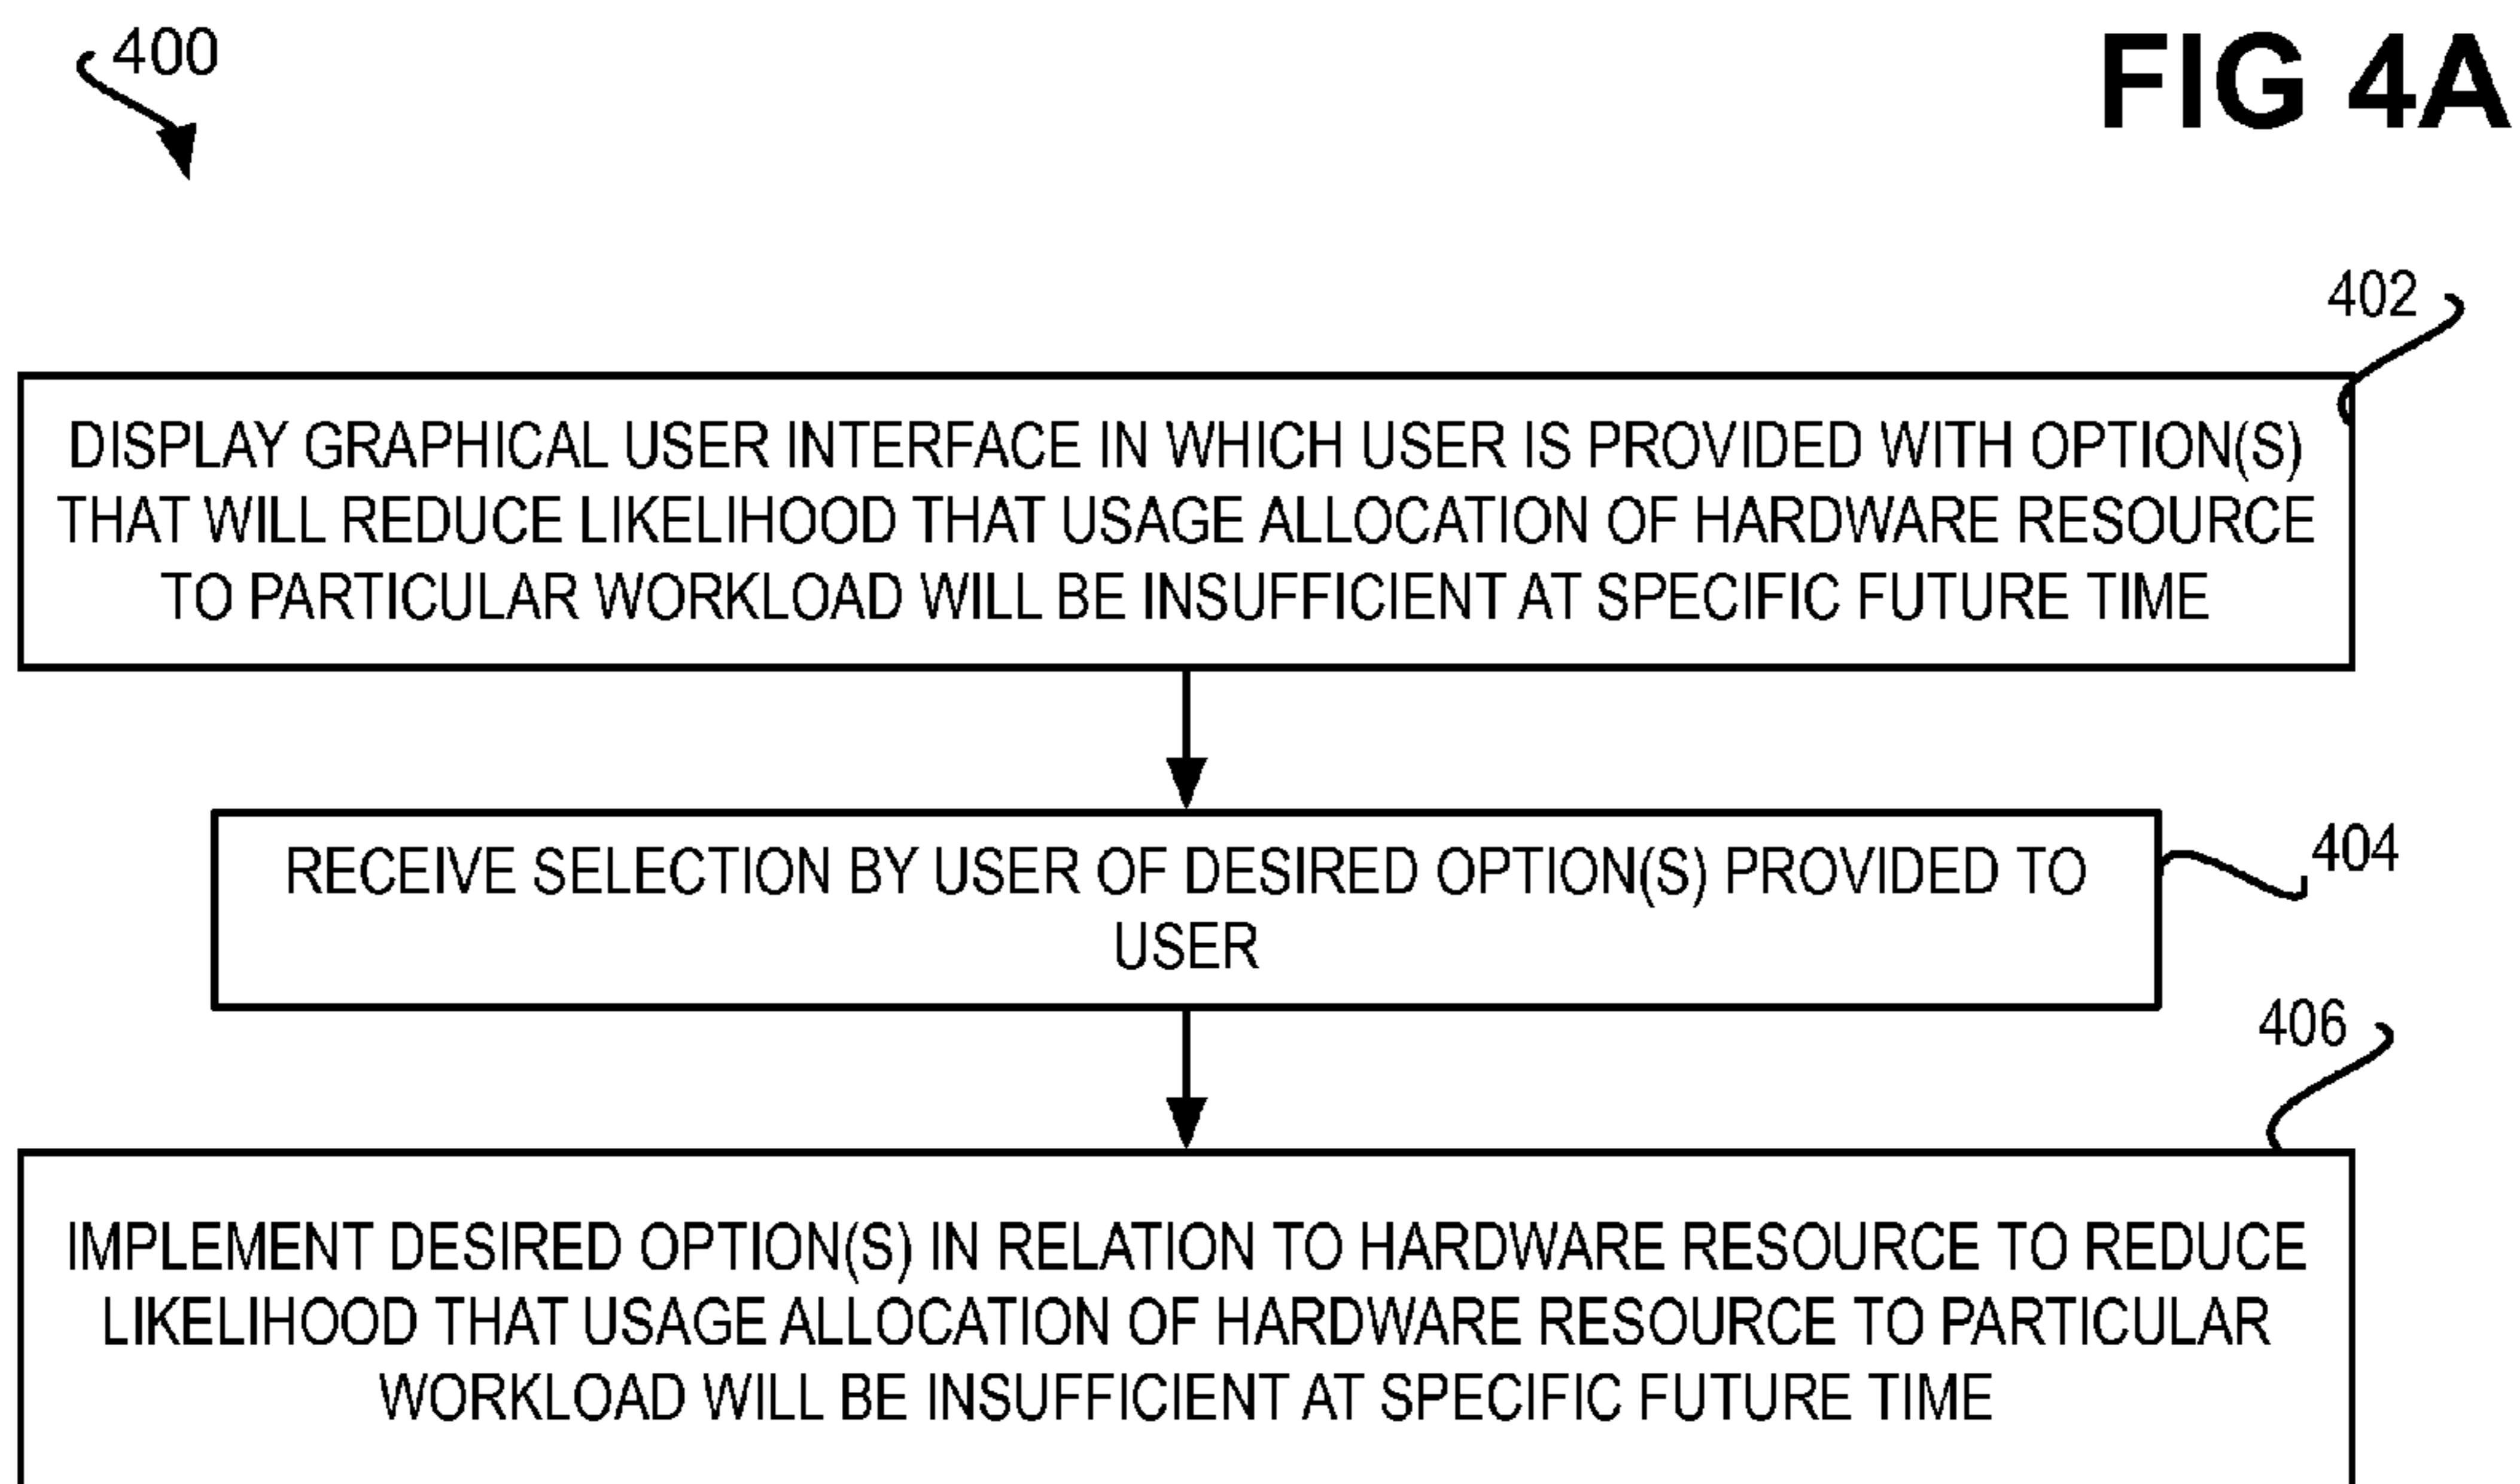 400
FIG 4A
402
DISPLAY GRAPHICAL USER INTERFACE IN WHICH USER IS PROVIDED WITH OPTION(S)
THAT WILL REDUCE LIKELIHOOD THAT USAGE ALLOCATION OF HARDWARE RESOURCE
TO PARTICULAR WORKLOAD WILL BE INSUFFICIENT AT SPECIFIC FUTURE TIME
RECEIVE SELECTION BY USER OF DESIRED OPTION(S) PROVIDED TO
USER
404
406
IMPLEMENT DESIRED OPTION(S) IN RELATION TO HARDWARE RESOURCE TO REDUCE
LIKELIHOOD THAT USAGE ALLOCATION OF HARDWARE RESOURCE TO PARTICULAR
WORKLOAD WILL BE INSUFFICIENT AT SPECIFIC FUTURE TIME